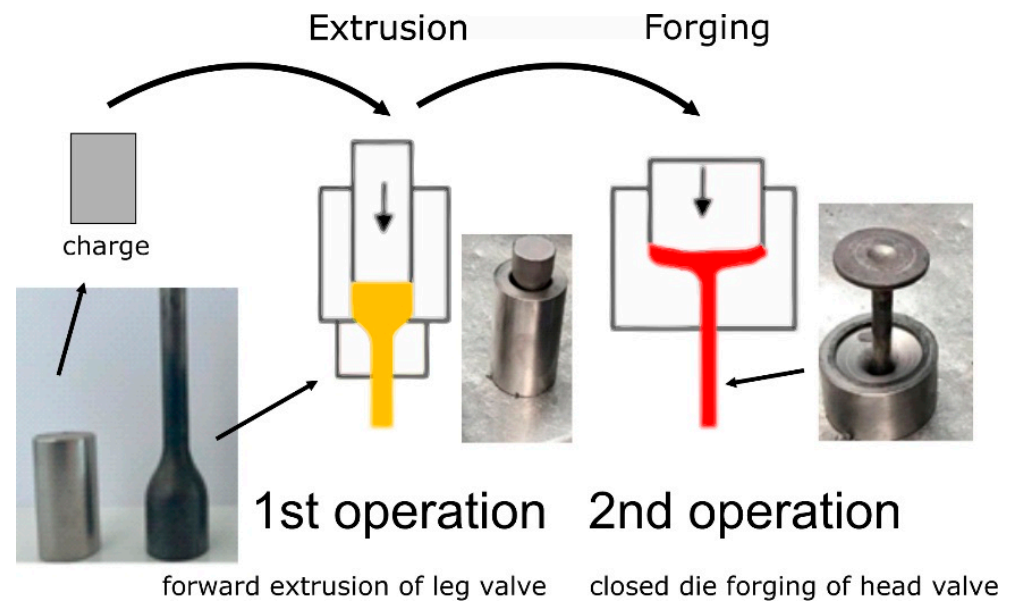 Extrusion
Forging
charge
1st operation
2nd operation
forward extrusion of leg valve
closed die forging of head valve